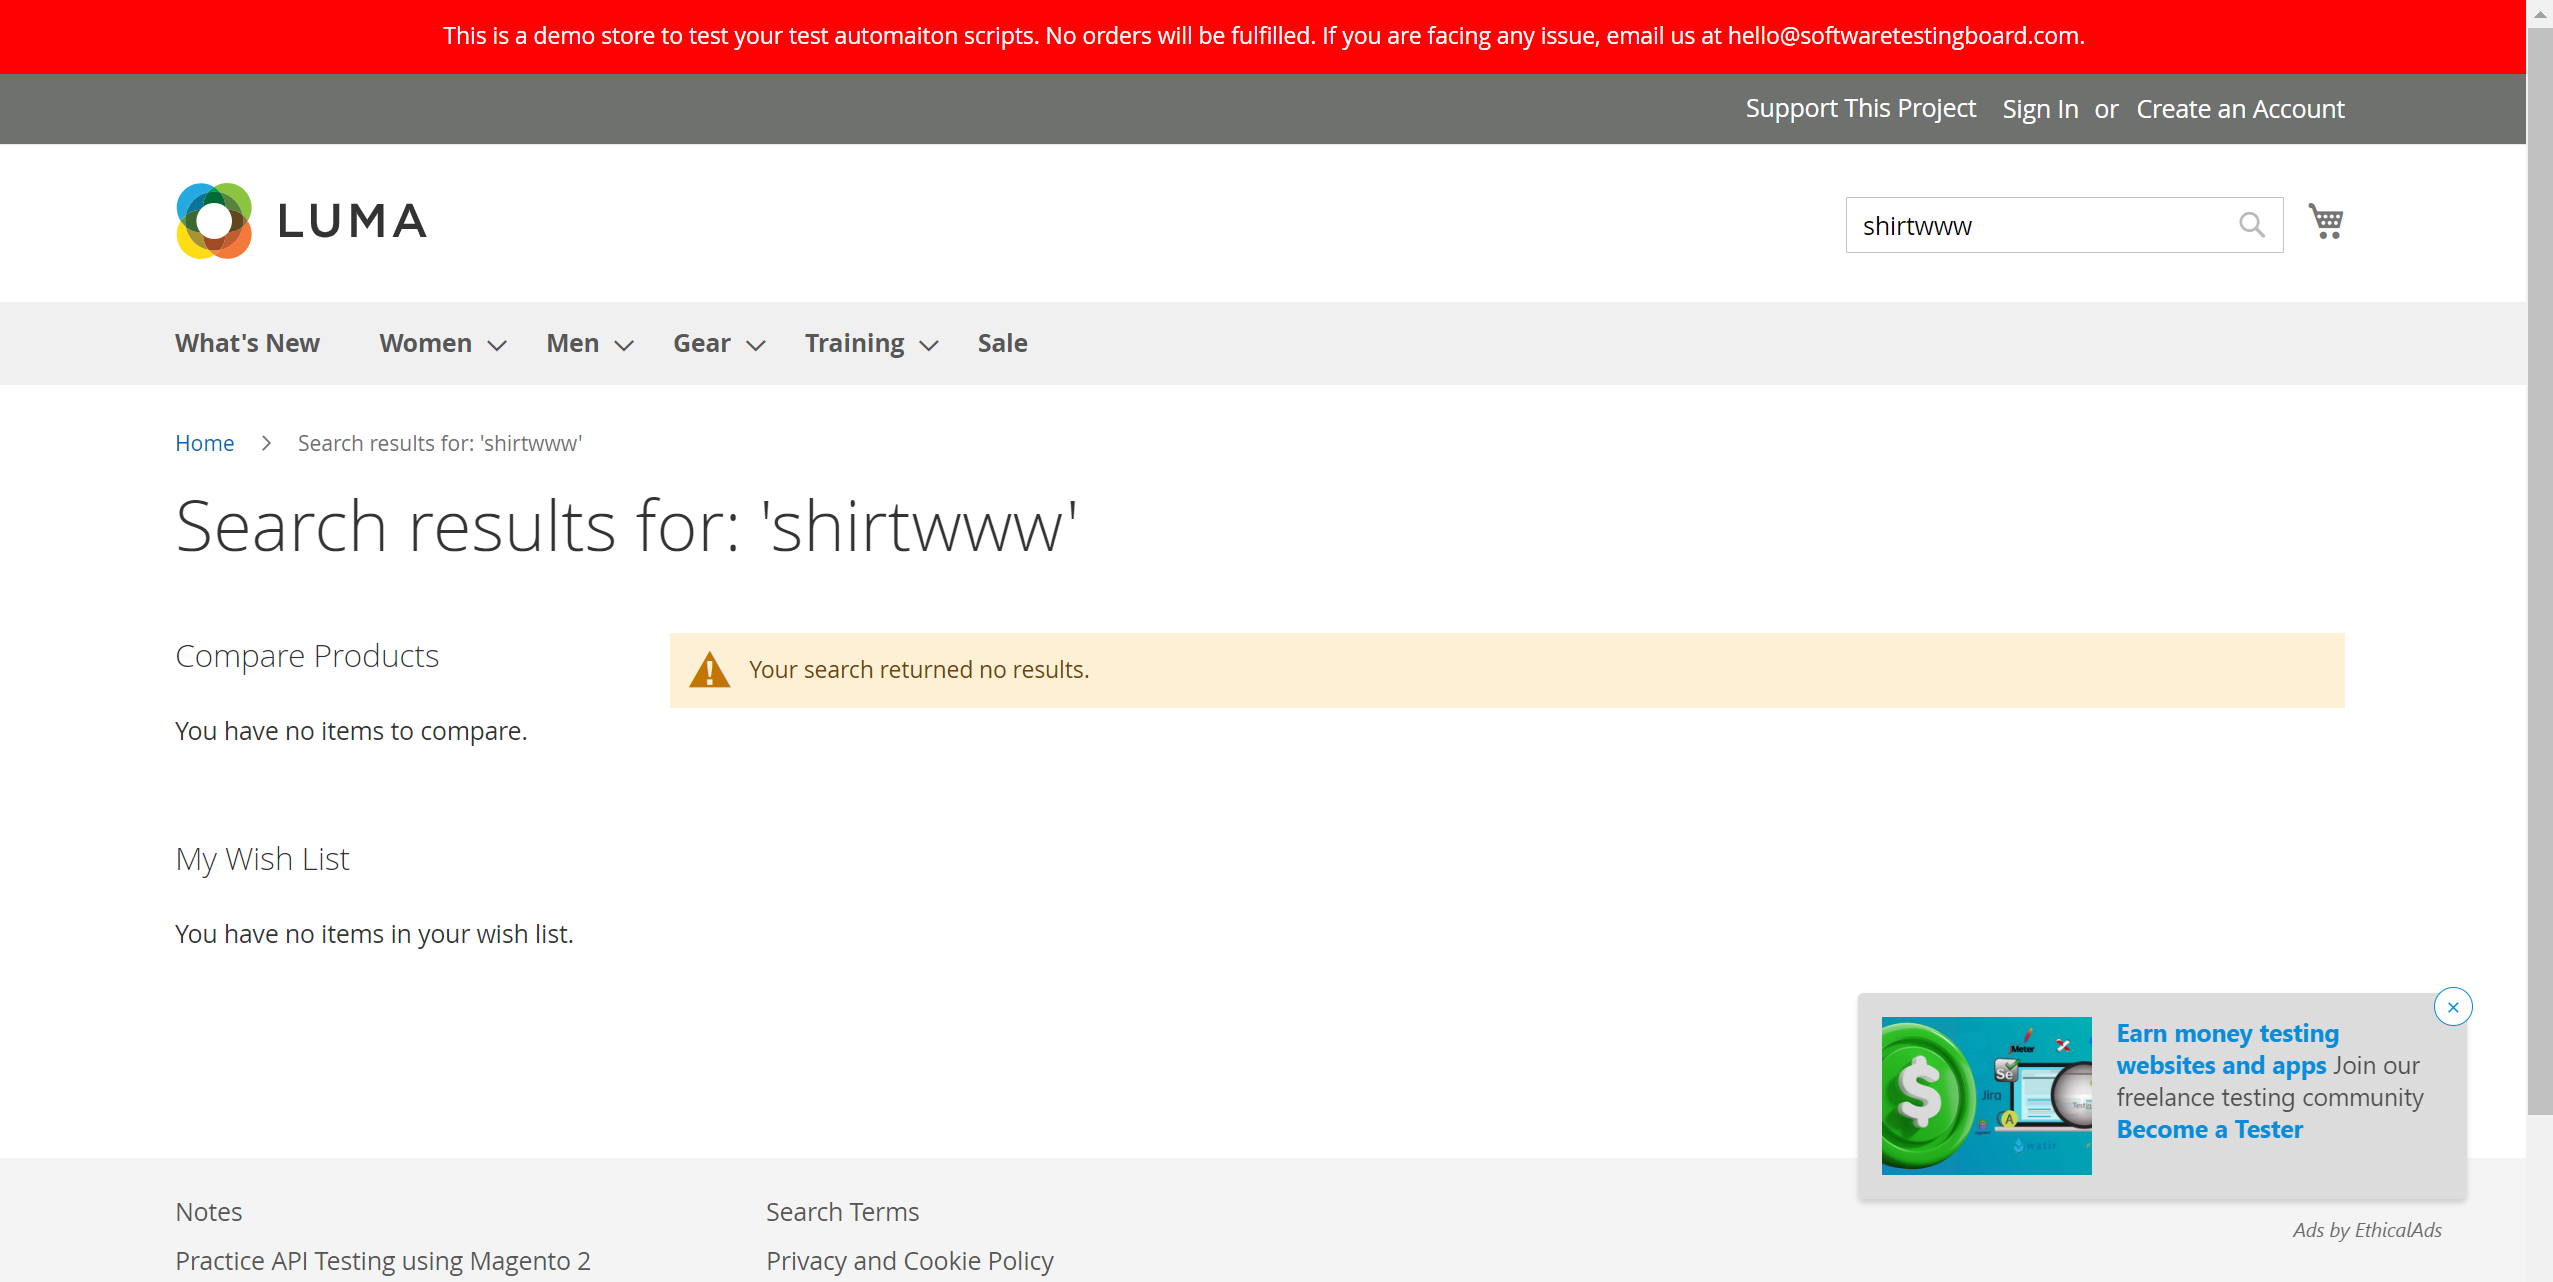 This is a demo store to test your test automaiton scripts. No orders will be fulfilled. If you are facing any issue, email us at hello@softwaretestingboard.com.
Support This Project Sign In or Create an Account
LUMA
shirtwww
What's New Women Men Gear Training Sale
Home Search results for: 'shirtwww'
Search results for: 'shirtwww'
Compare Products
Your search returned no results.
You have no items to compare.
My Wish List
You have no items in your wish list.
JMeter
Se
Jira
A
watir
Earn money testing
websites and apps Join our
freelance testing community
Become a Tester
Ads by EthicalAds
Notes
Search Terms
Practice API Testing using Magento 2
Privacy and Cookie Policy